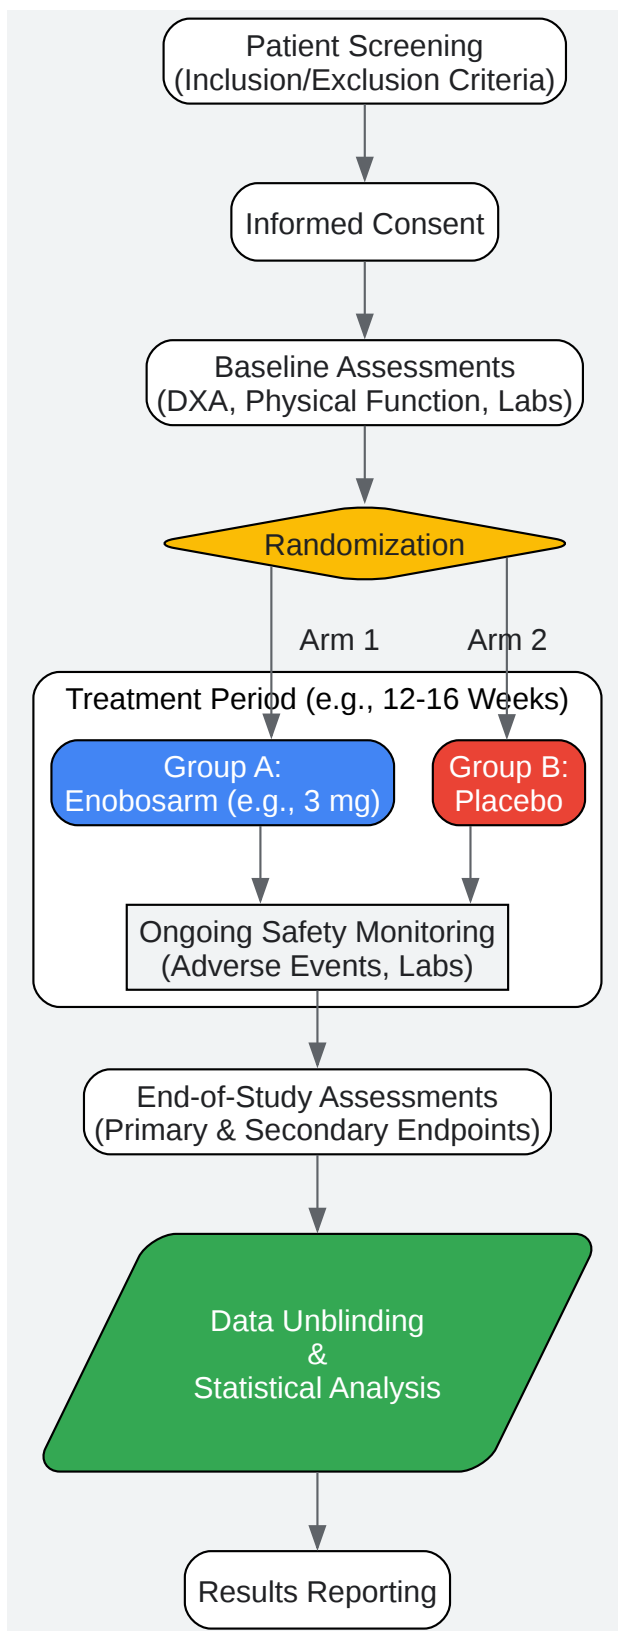 Patient Screening
(Inclusion/Exclusion Criteria)
Informed Consent
Baseline Assessments
(DXA, Physical Function, Labs)
Randomization
Arm 1
Arm 2
Treatment Period (e.g., 12-16 Weeks)
Group A:
Enobosarm (e.g., 3 mg)
Group B:
Placebo
Ongoing Safety Monitoring
(Adverse Events, Labs)
End-of-Study Assessments
(Primary & Secondary Endpoints)
Data Unblinding
&
Statistical Analysis
Results Reporting